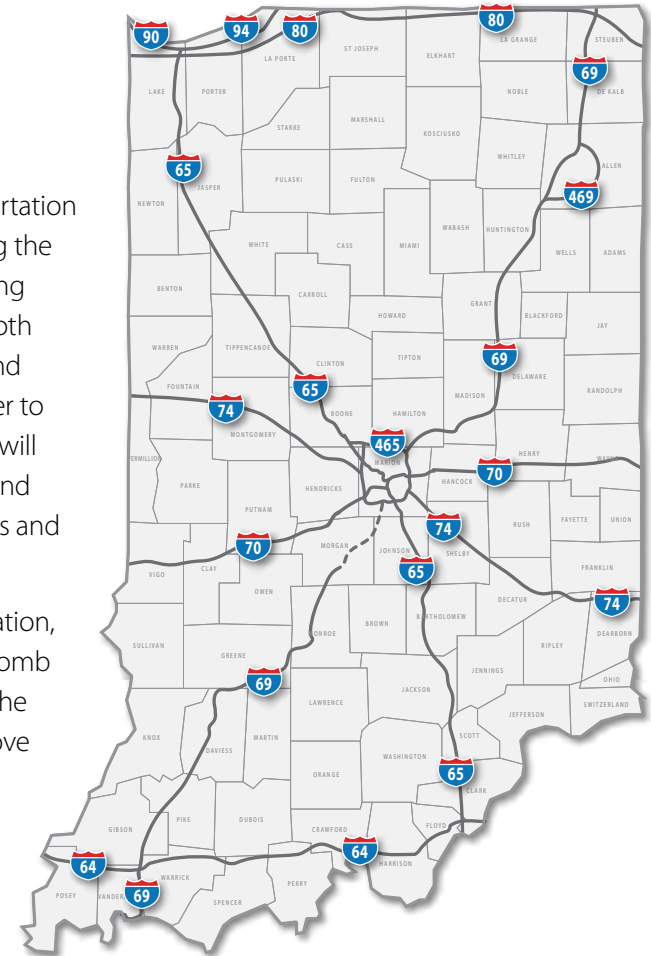 rtation
g the
ng
oth
nd
er to
will
nd
s and
ation,
omb
he
ove
90
94
80
80
LA GRANGE
STEUBEN
ST JOSEPH
ELKHART
LA PORTE
69
LAKE
PORTER
NOBLE
DE KALB
STARKE
MARSHALL
KOSCIUSKO
WHITLEY
ALLEN
65
JASPER
PULASKI
FULTON
469
NEWTON
WHITE
CASS
MIAMI
WABASH
HUNTINGTON
WELLS
ADAMS
BENTON
CARROLL
GRANT
HOWARD
BLACKFORD
JAY
WARREN
TIPPECANOE
CLINTON
TIPTON
69
DELAWARE
FOUNTAIN
65
MADISON
RANDOLPH
74
BOONE
HAMILTON
MONTGOMERY
465
HENRY
WAYNE
VERMILLION
MARION
70
HANCOCK
PARKE
HENDRICKS
PUTNAM
RUSH
FAYETTE
UNION
74
70
MORGAN
JOHNSON
SHELBY
VIGO
CLAY
65
FRANKLIN
OWEN
DECATUR
74
BARTHOLOMEW
BROWN
DEARBORN
SULLIVAN
MONROE
RIPLEY
GREENE
JENNINGS
OHIO
69
JACKSON
LAWRENCE
SWITZERLAND
JEFFERSON
KNOX
DAVIESS
MARTIN
SCOTT
WASHINGTON
ORANGE
65
CLARK
PIKE
DUBOIS
GIBSON
CRAWFORD
FLOYD
64
64
HARRISON
WARRICK
PERRY
POSEY
VANDER
69
SPENCER